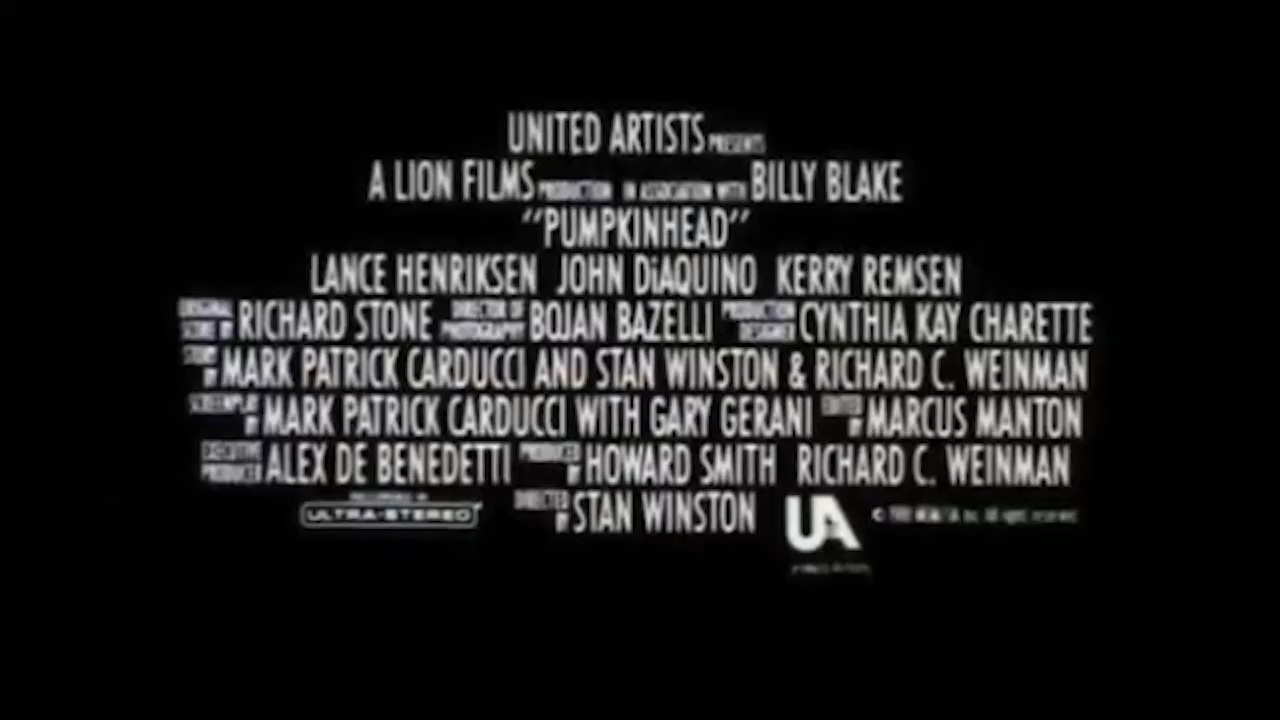 UNITED ARTISTS PRESENTS
A LION FILMS PRODUCTION IN ASSOCIATION WITH BILLY BLAKE
"PUMPKINHEAD"
LANCE HENRIKSEN JOHN DiAQUINO KERRY REMSEN
ORIGINAL SCORE BY RICHARD STONE DIRECTOR OF PHOTOGRAPHY BOJAN BAZELLI PRODUCTION DESIGNER CYNTHIA KAY CHARETTE
STORY BY MARK PATRICK CARDUCCI AND STAN WINSTON & RICHARD C. WEINMAN
SCREENPLAY BY MARK PATRICK CARDUCCI WITH GARY GERANI EDITED BY MARCUS MANTON
EXECUTIVE PRODUCER ALEX DE BENEDETTI PRODUCED BY HOWARD SMITH RICHARD C. WEINMAN
ULTRA-STEREO DIRECTED BY STAN WINSTON UA